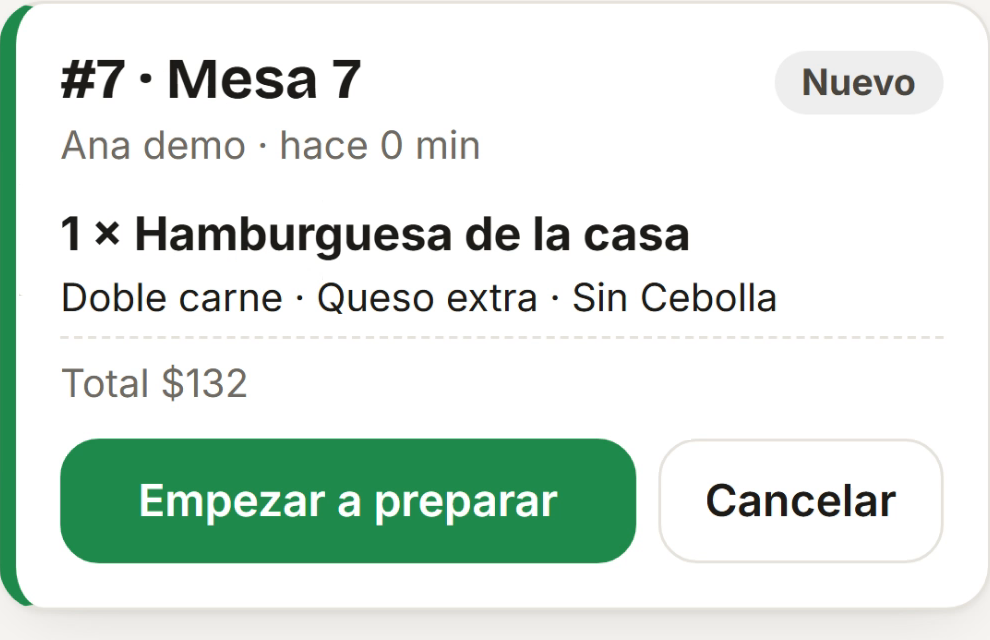 #7 · Mesa 7
Nuevo
Ana demo · hace 0 min
1 × Hamburguesa de la casa
Doble carne · Queso extra · Sin Cebolla
Total $132
Empezar a preparar
Cancelar